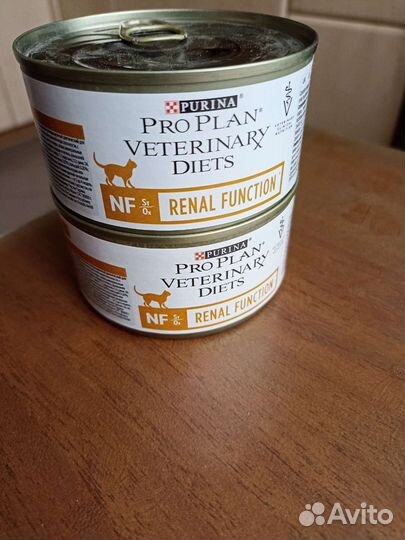 PURINA
PRO PLAN®
VETERINARY
DIETS
NF St/Ox RENAL FUNCTION
PURINA
PRO PLAN®
VETERINARY
DIETS
NF St/Ox RENAL FUNCTION
Avito